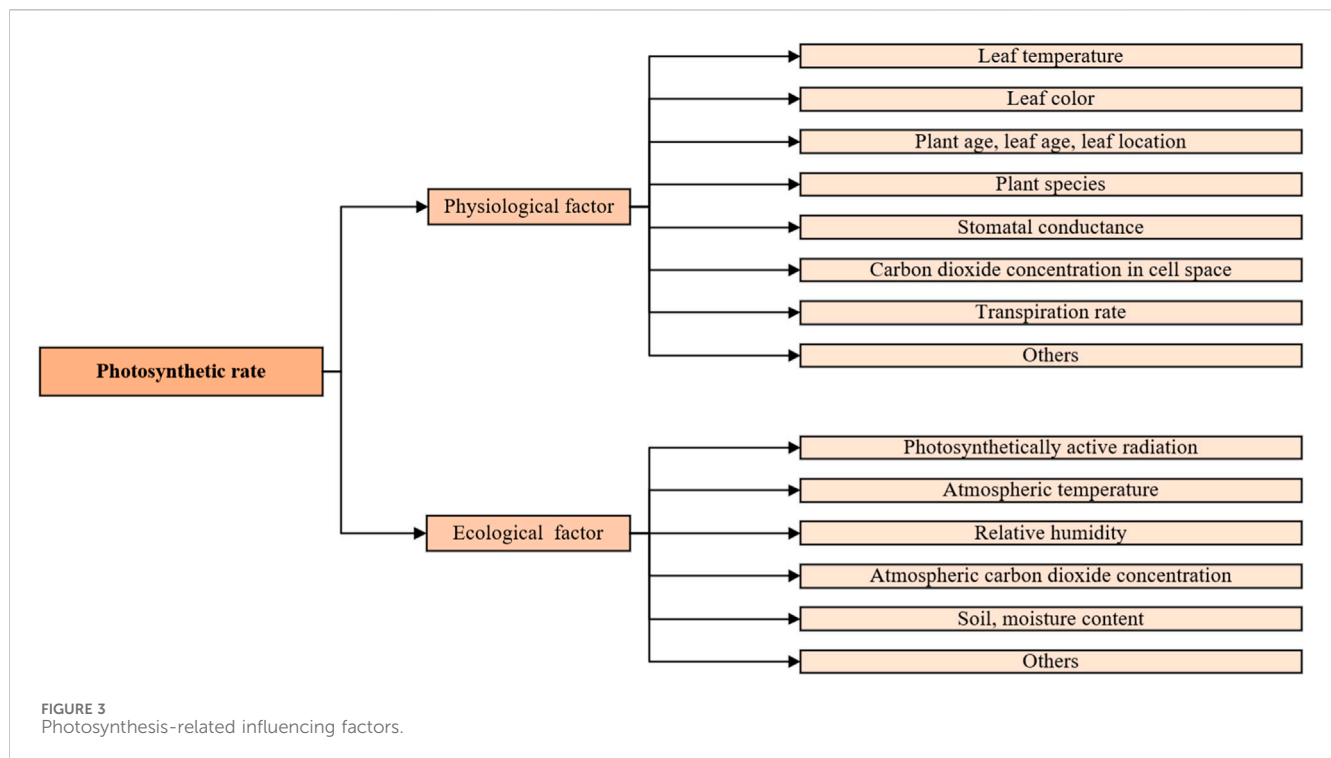 Photosynthetic rate
Physiological factor
Leaf temperature
Leaf color
Plant age, leaf age, leaf location
Plant species
Stomatal conductance
Carbon dioxide concentration in cell space
Transpiration rate
Others
Ecological factor
Photosynthetically active radiation
Atmospheric temperature
Relative humidity
Atmospheric carbon dioxide concentration
Soil, moisture content
Others
FIGURE 3
Photosynthesis-related influencing factors.